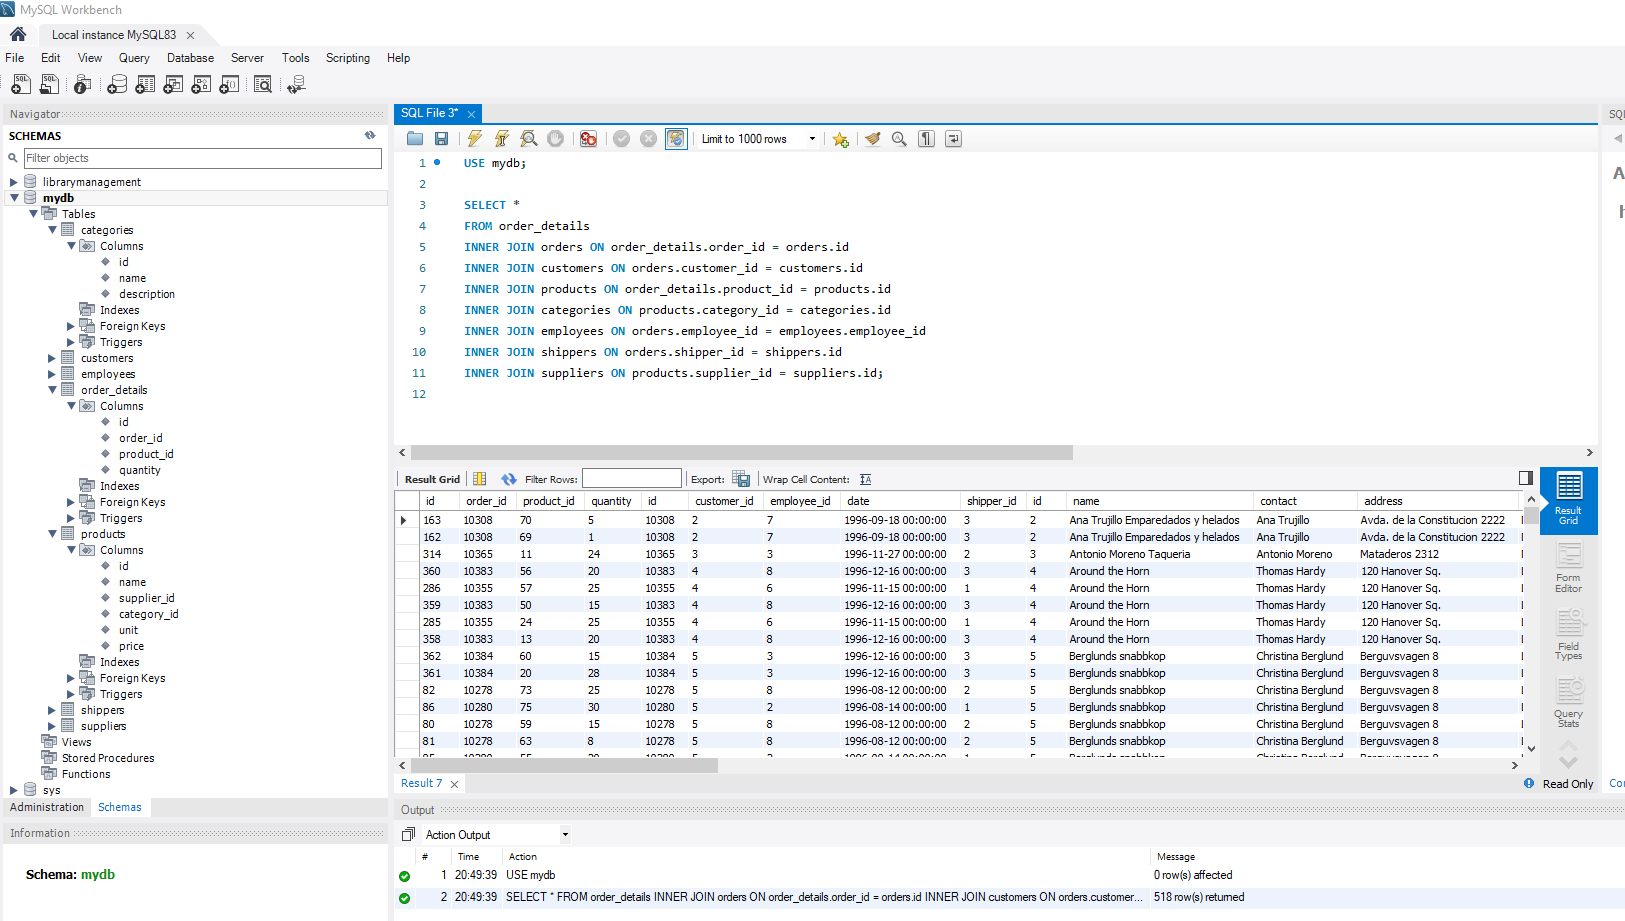 MySQL Workbench
Local instance MySQL83
File Edit View Query Database Server Tools Scripting Help
Navigator
SCHEMAS
Filter objects
librarymanagement
mydb
Tables
categories
Columns
id
name
description
Indexes
Foreign Keys
Triggers
customers
employees
order_details
Columns
id
order_id
product_id
quantity
Indexes
Foreign Keys
Triggers
products
Columns
id
name
supplier_id
category_id
unit
price
Indexes
Foreign Keys
Triggers
shippers
suppliers
Views
Stored Procedures
Functions
sys
Administration Schemas
Information
Schema: mydb
SQL File 3*
Limit to 1000 rows
1 USE mydb;
2
3 SELECT *
4 FROM order_details
5 INNER JOIN orders ON order_details.order_id = orders.id
6 INNER JOIN customers ON orders.customer_id = customers.id
7 INNER JOIN products ON order_details.product_id = products.id
8 INNER JOIN categories ON products.category_id = categories.id
9 INNER JOIN employees ON orders.employee_id = employees.employee_id
10 INNER JOIN shippers ON orders.shipper_id = shippers.id
11 INNER JOIN suppliers ON products.supplier_id = suppliers.id;
12
Result Grid Filter Rows: Export: Wrap Cell Content:
id order_id product_id quantity id customer_id employee_id date shipper_id id name contact address
163 10308 70 5 10308 2 7 1996-09-18 00:00:00 3 2 Ana Trujillo Emparedados y helados Ana Trujillo Avda. de la Constitucion 2222
162 10308 69 1 10308 2 7 1996-09-18 00:00:00 3 2 Ana Trujillo Emparedados y helados Ana Trujillo Avda. de la Constitucion 2222
314 10365 11 24 10365 3 3 1996-11-27 00:00:00 2 3 Antonio Moreno Taqueria Antonio Moreno Mataderos 2312
360 10383 56 20 10383 4 8 1996-12-16 00:00:00 3 4 Around the Horn Thomas Hardy 120 Hanover Sq.
286 10355 57 25 10355 4 6 1996-11-15 00:00:00 1 4 Around the Horn Thomas Hardy 120 Hanover Sq.
359 10383 50 15 10383 4 8 1996-12-16 00:00:00 3 4 Around the Horn Thomas Hardy 120 Hanover Sq.
285 10355 24 25 10355 4 6 1996-11-15 00:00:00 1 4 Around the Horn Thomas Hardy 120 Hanover Sq.
358 10383 13 20 10383 4 8 1996-12-16 00:00:00 3 4 Around the Horn Thomas Hardy 120 Hanover Sq.
362 10384 60 15 10384 5 3 1996-12-16 00:00:00 3 5 Berglunds snabbkop Christina Berglund Berguvsvagen 8
361 10384 20 28 10384 5 3 1996-12-16 00:00:00 3 5 Berglunds snabbkop Christina Berglund Berguvsvagen 8
82 10278 73 25 10278 5 8 1996-08-12 00:00:00 2 5 Berglunds snabbkop Christina Berglund Berguvsvagen 8
86 10280 75 30 10280 5 2 1996-08-14 00:00:00 1 5 Berglunds snabbkop Christina Berglund Berguvsvagen 8
80 10278 59 15 10278 5 8 1996-08-12 00:00:00 2 5 Berglunds snabbkop Christina Berglund Berguvsvagen 8
81 10278 63 8 10278 5 8 1996-08-12 00:00:00 2 5 Berglunds snabbkop Christina Berglund Berguvsvagen 8
Result Grid
Form Editor
Field Types
Query Stats
Result 7
Read Only
Output
Action Output
# Time Action Message
1 20:49:39 USE mydb 0 row(s) affected
2 20:49:39 SELECT * FROM order_details INNER JOIN orders ON order_details.order_id = orders.id INNER JOIN customers ON orders.customer... 518 row(s) returned